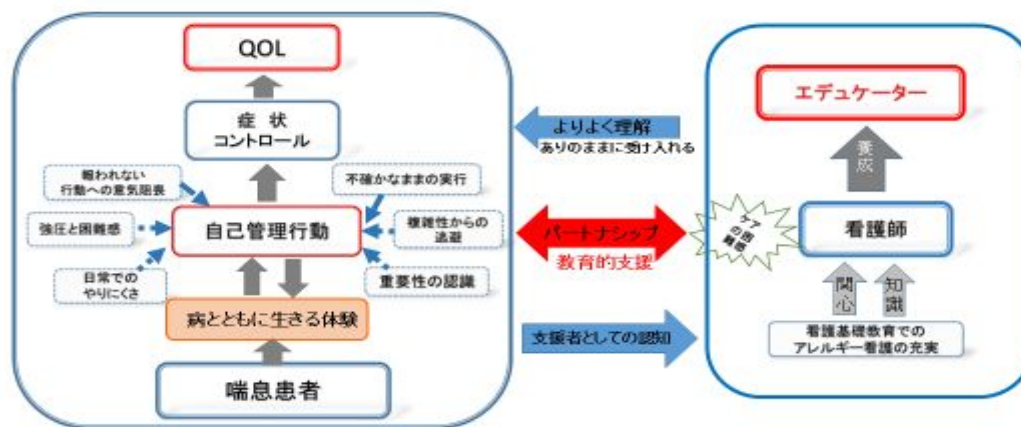 QOL
症 状
コントロール
報われない
行動への意気阻喪
不確かなままの実行
強圧と困難感
自己管理行動
複雑性からの
逃避
日常での
やりにくさ
重要性の認識
病とともに生きる体験
喘息患者
よりよく理解
ありのままに受け入れる
パートナシップ
教育的支援
支援者としての認知
エデュケーター
養成
ケア
の困
難感
看護師
関心
知識
看護基礎教育での
アレルギー看護の充実